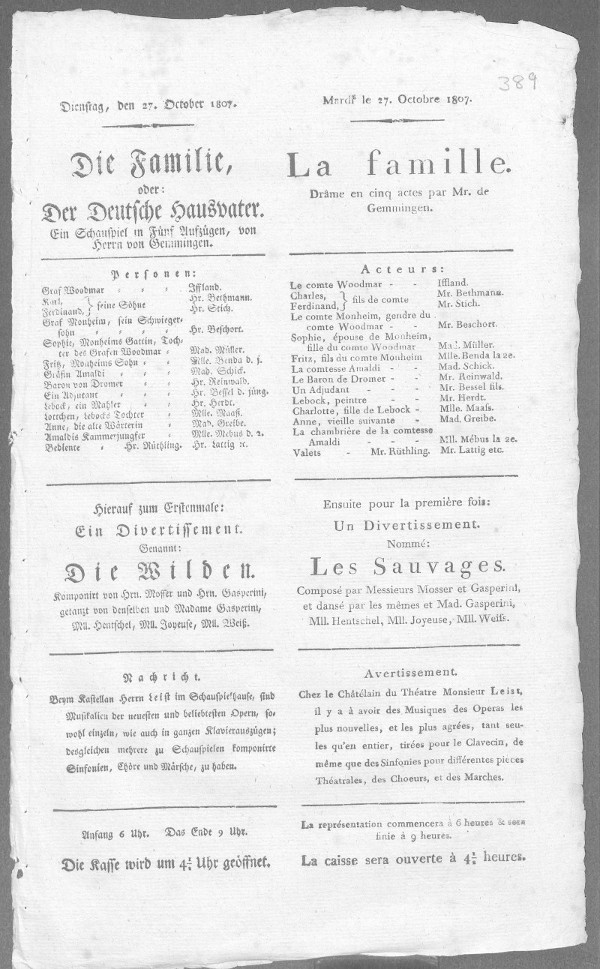 389
Dienstag, den 27. October 1807.
Die Familie,
oder:
Der Deutsche Hausvater.
Ein Schauspiel in Fünf Aufzügen, von
Herrn von Gemmingen.
Personen:
Graf Woodmar - - - Iffland.
Karl, } seine Söhne - Hr. Bethmann.
Ferdinand, Hr. Stich.
Graf Monheim, sein Schwieger-
sohn - - - - Hr. Beschort.
Sophie, Monheims Gattin, Toch-
ter des Grafen Woodmar - Mad. Müller.
Fritz, Monheims Sohn - - Mlle. Benda d. j.
Gräfin Amaldi - - - Mad. Schick.
Baron von Dromer - - - Hr. Reinwald.
Ein Adjutant - - - Hr. Bessel d. jüng.
Lebock, ein Mahler - - - Hr. Herdt.
Lottchen, Lebocks Tochter - Mlle. Maaß.
Anne, die alte Wärterin - Mad. Greibe.
Amaldis Kammerjungfer - Mlle. Mebus d. 2.
Bediente - Hr. Rüthling. Hr. Lattig ꝛc.
Hierauf zum Erstenmale:
Ein Divertissement.
Genannt:
Die Wilden.
Komponirt von Hrn. Mosser und Hrn. Gasperini,
getanzt von denselben und Madame Gasperini,
Mll. Hentschel, Mll. Joyeuse, Mll. Weiß.
Nachricht.
Beym Kastellan Herrn Leist im Schauspielhause, sind
Musikalien der neuesten und beliebtesten Opern, so-
wohl einzeln, wie auch in ganzen Klavierauszügen;
desgleichen mehrere zu Schauspielen komponirte
Sinfonien, Chöre und Märsche, zu haben.
Anfang 6 Uhr. Das Ende 9 Uhr.
Die Kasse wird um 4½ Uhr geöffnet.
Mardi le 27. Octobre 1807.
La famille.
Drâme en cinq actes par Mr. de
Gemmingen.
Acteurs:
Le comte Woodmar - - Iffland.
Charles, } fils de comte Mr. Bethmann.
Ferdinand, Mr. Stich.
Le comte Monheim, gendre du
comte Woodmar - - Mr. Beschort.
Sophie, épouse de Monheim,
fille du comte Woodmar Mad. Müller.
Fritz, fils du comte Monheim Mlle. Benda la 2e.
La comtesse Amaldi - - Mad. Schick.
Le Baron de Dromer - - Mr. Reinwald.
Un Adjudant - - Mr. Bessel fils.
Lebock, peintre - - Mr. Herdt.
Charlotte, fille de Lebock - Mlle. Maass.
Anne, vieille suivante - Mad. Greibe.
La chambrière de la comtesse
Amaldi - - - Mll. Mébus la 2e.
Valets - - Mr. Rüthling. Mr. Lattig etc.
Ensuite pour la première fois:
Un Divertissement.
Nommé:
Les Sauvages.
Composé par Messieurs Mosser et Gasperini,
et dansé par les mêmes et Mad. Gasperini,
Mll. Hentschel, Mll. Joyeuse, Mll. Weiss.
Avertissement.
Chez le Châtélain du Théatre Monsieur Leist,
il y a à avoir des Musiques des Operas les
plus nouvelles, et les plus agrées, tant seu-
les qu'en entier, tirées pour le Clavecin, de
même que des Sinfonies pour différentes pièces
Théatrales, des Choeurs, et des Marches.
La représentation commencera à 6 heures & sera
finie à 9 heures.
La caisse sera ouverte à 4½ heures.